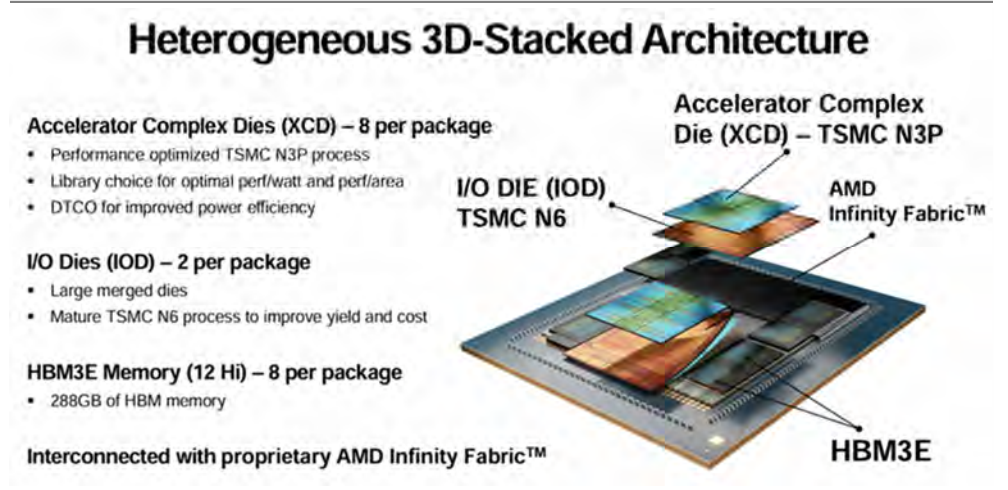 Heterogeneous 3D-Stacked Architecture
Accelerator Complex Dies (XCD) – 8 per package
▪ Performance optimized TSMC N3P process
▪ Library choice for optimal perf/watt and perf/area
▪ DTCO for improved power efficiency
I/O Dies (IOD) – 2 per package
▪ Large merged dies
▪ Mature TSMC N6 process to improve yield and cost
HBM3E Memory (12 Hi) – 8 per package
▪ 288GB of HBM memory
Interconnected with proprietary AMD Infinity Fabric™
Accelerator Complex
Die (XCD) – TSMC N3P
I/O DIE (IOD)
TSMC N6
AMD
Infinity Fabric™
HBM3E